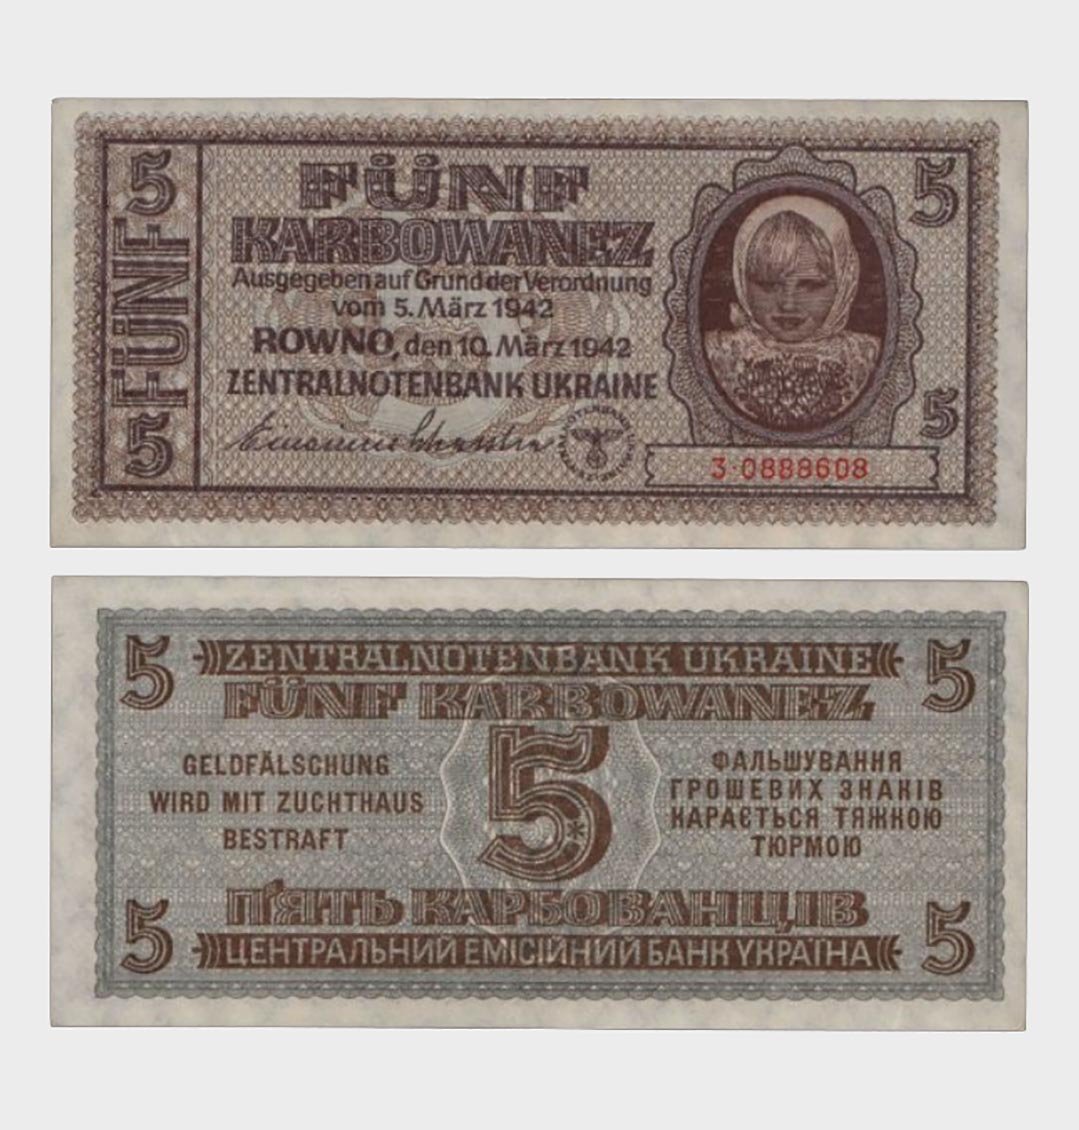 5
FÜNF
5
FÜNF
KARBOWANEZ
Ausgegeben auf Grund der Verordnung
vom 5. März 1942
ROWNO, den 10. März 1942
ZENTRALNOTENBANK UKRAINE
5
5
3·0888608
5
ZENTRALNOTENBANK UKRAINE
5
FÜNF KARBOWANEZ
GELDFÄLSCHUNG
WIRD MIT ZUCHTHAUS
BESTRAFT
5
ФАЛЬШУВАННЯ
ГРОШЕВИХ ЗНАКІВ
КАРАЄТЬСЯ ТЯЖКОЮ
ТЮРМОЮ
5
П'ЯТЬ КАРБОВАНЦІВ
ЦЕНТРАЛЬНИЙ ЕМІСІЙНИЙ БАНК УКРАЇНА
5